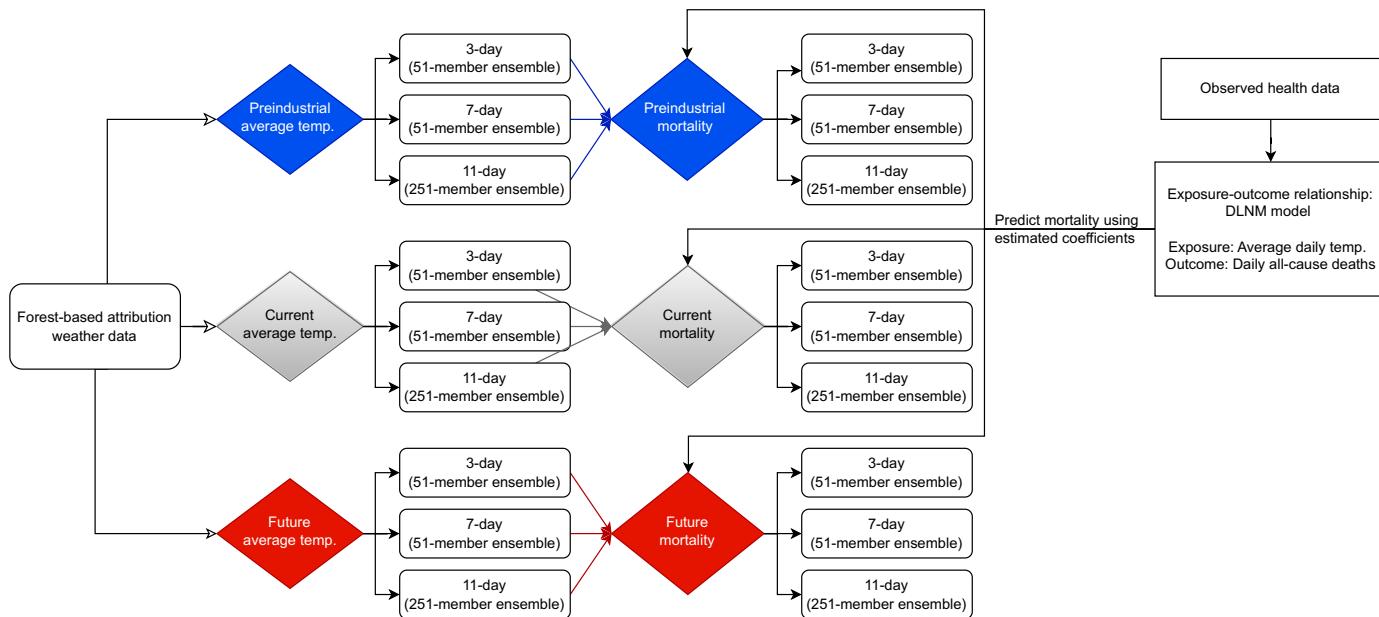 Forest-based attribution
weather data
Preindustrial
average temp.
3-day
(51-member ensemble)
7-day
(51-member ensemble)
11-day
(251-member ensemble)
Preindustrial
mortality
3-day
(51-member ensemble)
7-day
(51-member ensemble)
11-day
(251-member ensemble)
Current
average temp.
3-day
(51-member ensemble)
7-day
(51-member ensemble)
11-day
(251-member ensemble)
Current
mortality
3-day
(51-member ensemble)
7-day
(51-member ensemble)
11-day
(251-member ensemble)
Future
average temp.
3-day
(51-member ensemble)
7-day
(51-member ensemble)
11-day
(251-member ensemble)
Future
mortality
3-day
(51-member ensemble)
7-day
(51-member ensemble)
11-day
(251-member ensemble)
Predict mortality using
estimated coefficients
Observed health data
Exposure-outcome relationship:
DLNM model
Exposure: Average daily temp.
Outcome: Daily all-cause deaths